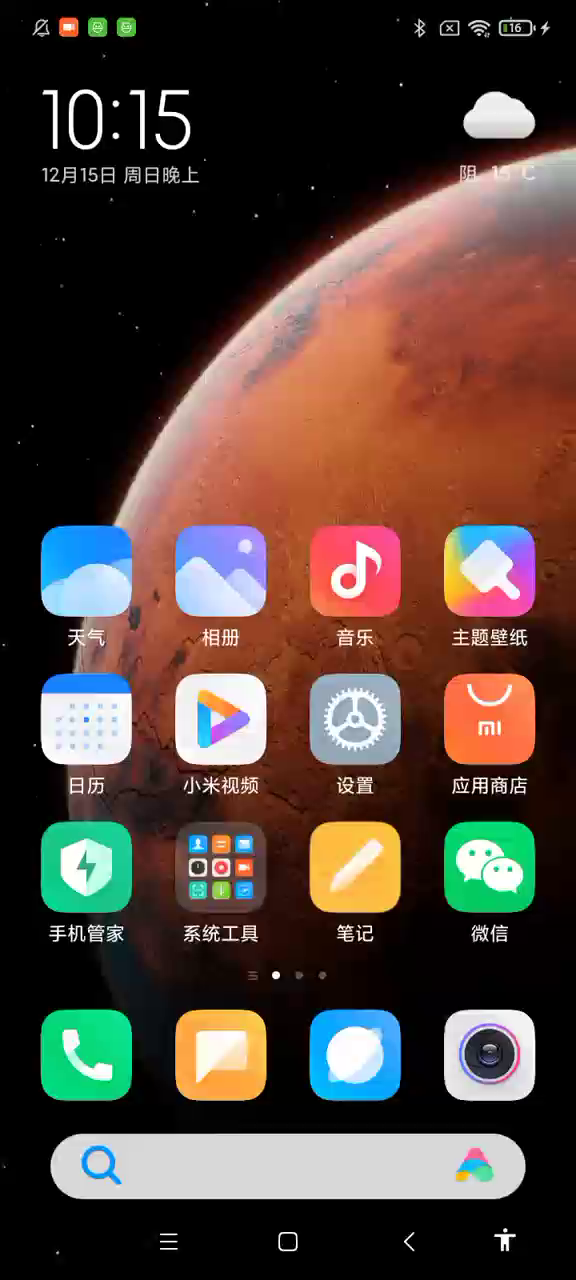 16
10:15
12月15日 周日晚上
阴 15°C
天气
相册
音乐
主题壁纸
日历
小米视频
设置
应用商店
手机管家
系统工具
笔记
微信